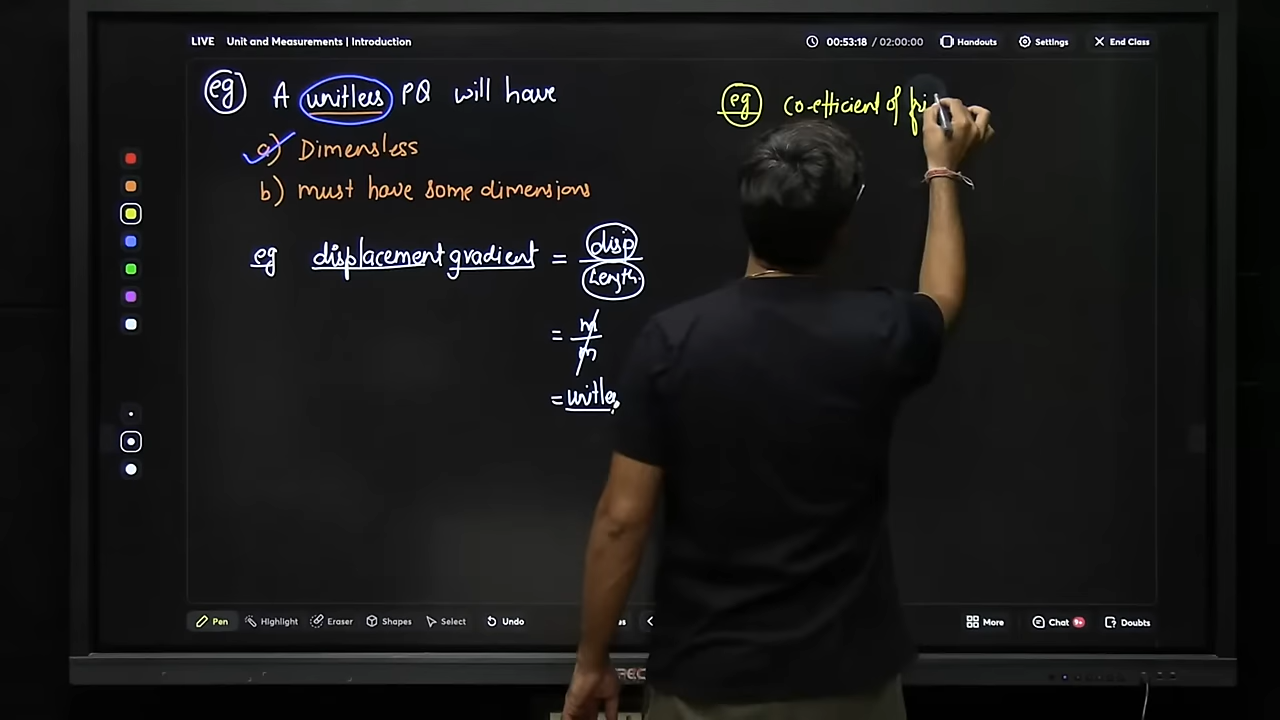 LIVE Unit and Measurements | Introduction
00:53:18 / 02:00:00 Handouts Settings End Class
eg) A unitless PQ will have
a) Dimensless
b) must have some dimensions
eg displacement gradient = disp
Length
= m
m
= unitles
eg co-efficient of fri
Pen Highlight Eraser Shapes Select Undo
More Chat 9+ Doubts